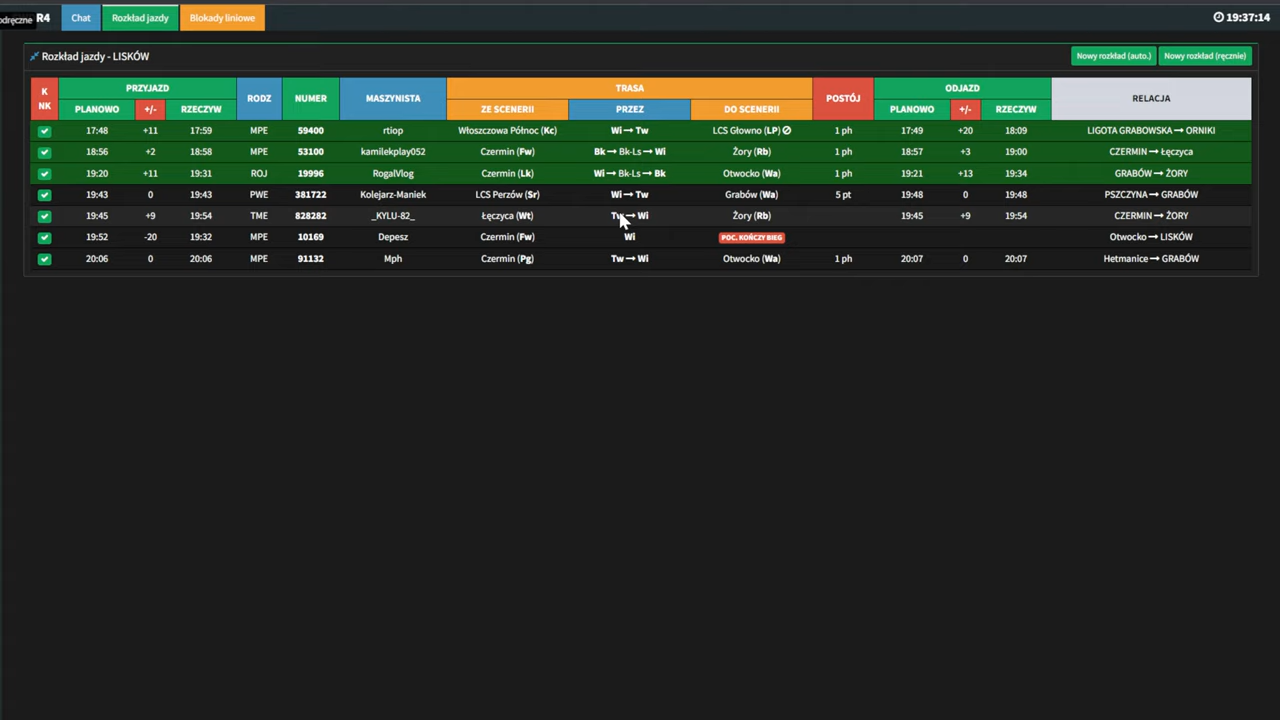 odręczne R4 Chat Rozkład jazdy Blokady liniowe 19:37:14
Rozkład jazdy - LISKÓW Nowy rozkład (auto.) Nowy rozkład (ręcznie)
K NK PRZYJAZD RODZ NUMER MASZYNISTA TRASA POSTÓJ ODJAZD RELACJA
PLANOWO +/- RZECZYW ZE SCENERII PRZEZ DO SCENERII PLANOWO +/- RZECZYW
17:48 +11 17:59 MPE 59400 rtiop Włoszczowa Północ (Kc) Wi → Tw LCS Głowno (LP) 1 ph 17:49 +20 18:09 LIGOTA GRABOWSKA → ORNIKI
18:56 +2 18:58 MPE 53100 kamilekplay052 Czermin (Fw) Bk → Bk-Ls → Wi Żory (Rb) 1 ph 18:57 +3 19:00 CZERMIN → Łęczyca
19:20 +11 19:31 ROJ 19996 RogalVlog Czermin (Lk) Wi → Bk-Ls → Bk Otwocko (Wa) 1 ph 19:21 +13 19:34 GRABÓW → ŻORY
19:43 0 19:43 PWE 381722 Kolejarz-Maniek LCS Perzów (Sr) Wi → Tw Grabów (Wa) 5 pt 19:48 0 19:48 PSZCZYNA → GRABÓW
19:45 +9 19:54 TME 828282 _KYLU-82_ Łęczyca (Wt) Tw → Wi Żory (Rb) 19:45 +9 19:54 CZERMIN → ŻORY
19:52 -20 19:32 MPE 10169 Depesz Czermin (Fw) Wi POC. KOŃCZY BIEG Otwocko → LISKÓW
20:06 0 20:06 MPE 91132 Mph Czermin (Pg) Tw → Wi Otwocko (Wa) 1 ph 20:07 0 20:07 Hetmanice → GRABÓW